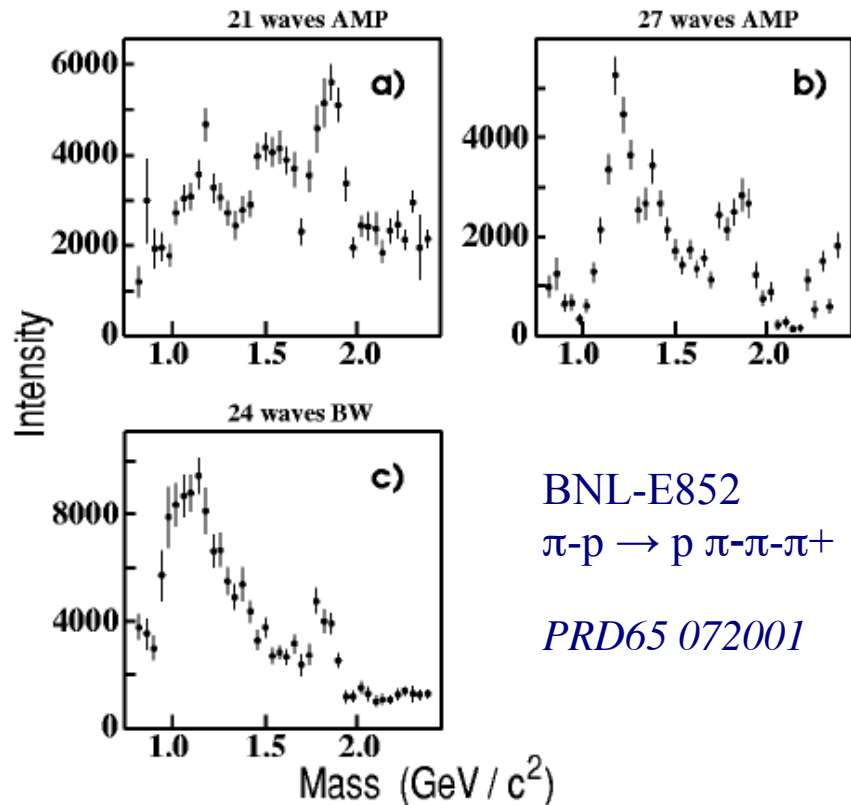 21 waves AMP
27 waves AMP
6000
4000
2000
0
a)
1.0 1.5 2.0
4000
2000
0
b)
1.0 1.5 2.0
Intensity
24 waves BW
8000
4000
0
c)
1.0 1.5 2.0
Mass (GeV / c²)
BNL-E852
π-p → p π-π-π+
PRD65 072001